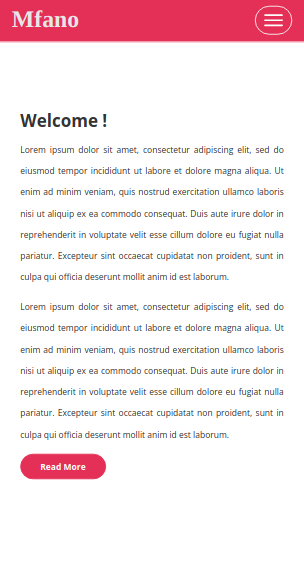 Mfano
Welcome !
Lorem ipsum dolor sit amet, consectetur adipiscing elit, sed do
eiusmod tempor incididunt ut labore et dolore magna aliqua. Ut
enim ad minim veniam, quis nostrud exercitation ullamco laboris
nisi ut aliquip ex ea commodo consequat. Duis aute irure dolor in
reprehenderit in voluptate velit esse cillum dolore eu fugiat nulla
pariatur. Excepteur sint occaecat cupidatat non proident, sunt in
culpa qui officia deserunt mollit anim id est laborum.
Lorem ipsum dolor sit amet, consectetur adipiscing elit, sed do
eiusmod tempor incididunt ut labore et dolore magna aliqua. Ut
enim ad minim veniam, quis nostrud exercitation ullamco laboris
nisi ut aliquip ex ea commodo consequat. Duis aute irure dolor in
reprehenderit in voluptate velit esse cillum dolore eu fugiat nulla
pariatur. Excepteur sint occaecat cupidatat non proident, sunt in
culpa qui officia deserunt mollit anim id est laborum.
Read More